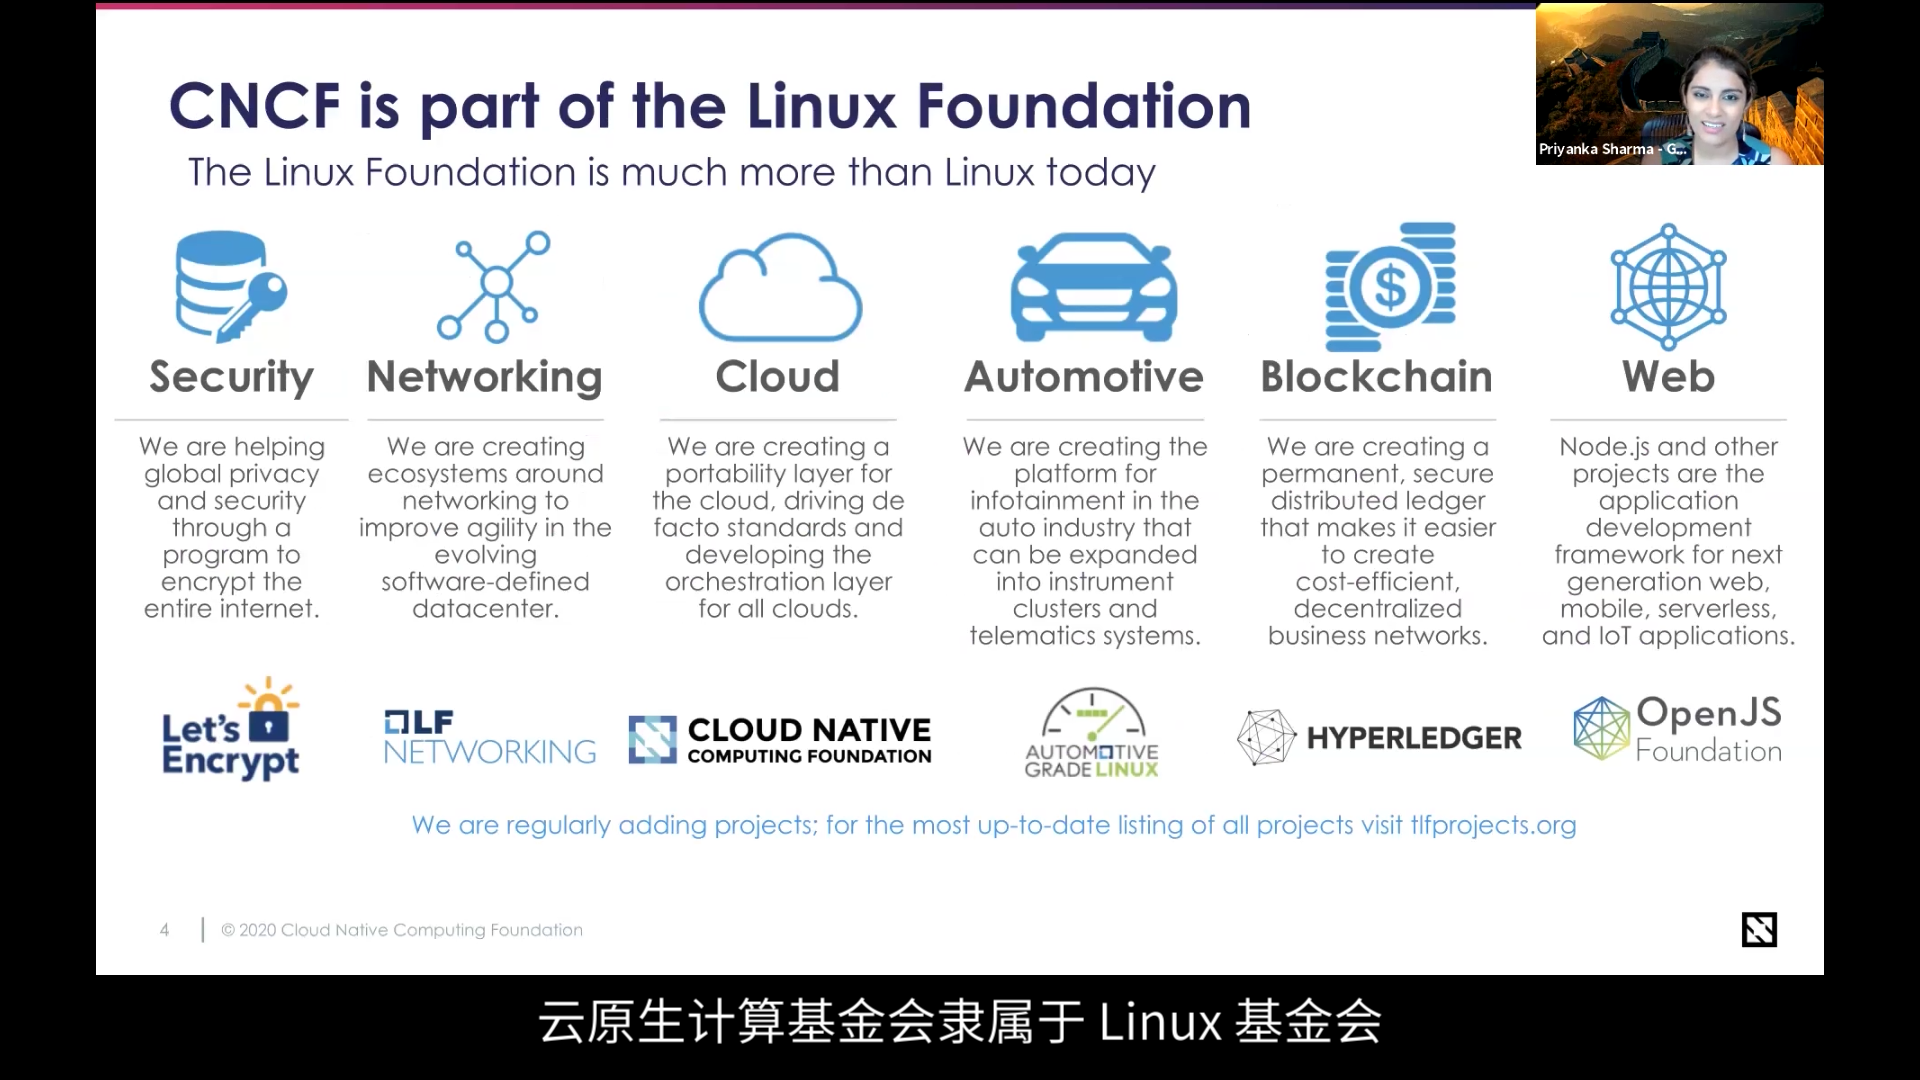 CNCF is part of the Linux Foundation
The Linux Foundation is much more than Linux today
Priyanka Sharma - G...
Security
We are helping
global privacy
and security
through a
program to
encrypt the
entire internet.
Let's
Encrypt
Networking
We are creating
ecosystems around
networking to
improve agility in the
evolving
software-defined
datacenter.
LF
NETWORKING
Cloud
We are creating a
portability layer for
the cloud, driving de
facto standards and
developing the
orchestration layer
for all clouds.
CLOUD NATIVE
COMPUTING FOUNDATION
Automotive
We are creating the
platform for
infotainment in the
auto industry that
can be expanded
into instrument
clusters and
telematics systems.
AUTOMOTIVE
GRADE LINUX
$
Blockchain
We are creating a
permanent, secure
distributed ledger
that makes it easier
to create
cost-efficient,
decentralized
business networks.
HYPERLEDGER
Web
Node.js and other
projects are the
application
development
framework for next
generation web,
mobile, serverless,
and IoT applications.
OpenJS
Foundation
We are regularly adding projects; for the most up-to-date listing of all projects visit tlfprojects.org
4
© 2020 Cloud Native Computing Foundation
云原生计算基金会隶属于 Linux 基金会